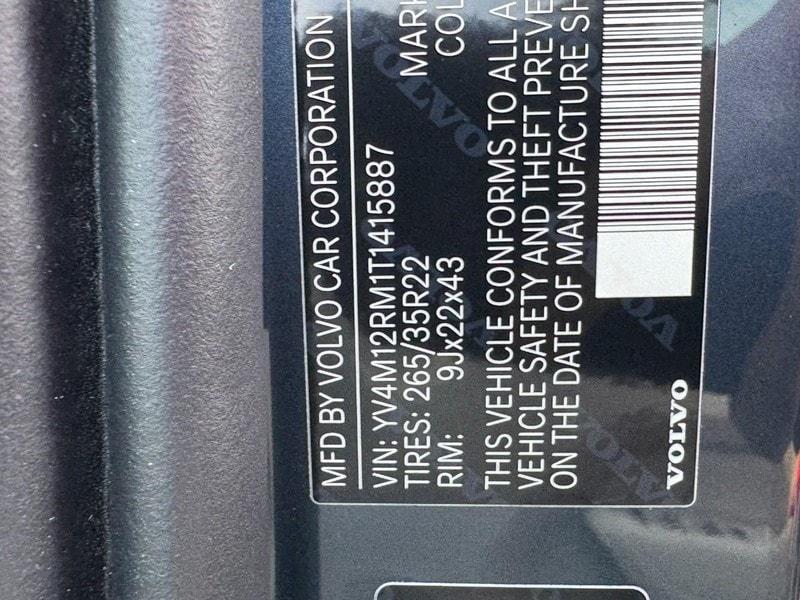 MFD BY VOLVO CAR CORPORATION
VIN: YV4M12RM1T1415887
TIRES: 265/35R22
RIM: 9Jx22x43
THIS VEHICLE CONFORMS TO ALL A
VEHICLE SAFETY AND THEFT PREVE
ON THE DATE OF MANUFACTURE SH
VOLVO